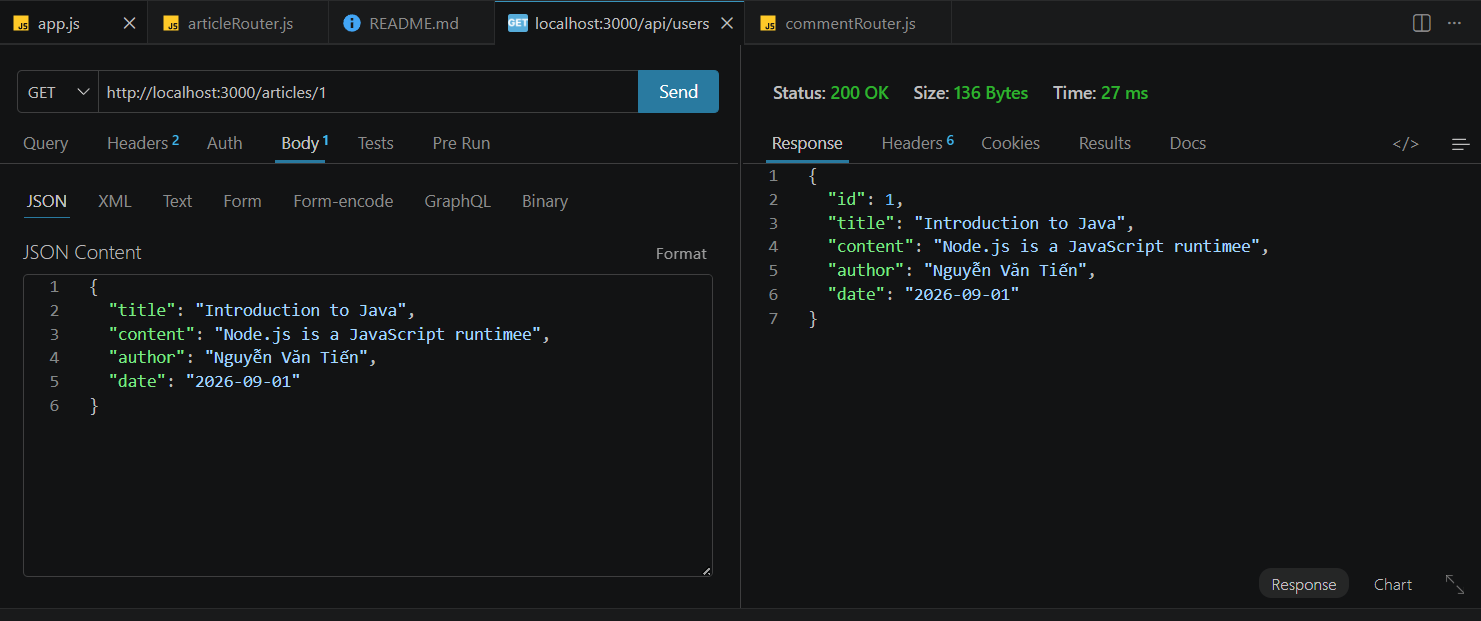 JS app.js × JS articleRouter.js README.md GET localhost:3000/api/users × JS commentRouter.js ···
GET http://localhost:3000/articles/1 Send
Query Headers 2 Auth Body 1 Tests Pre Run
JSON XML Text Form Form-encode GraphQL Binary
JSON Content Format
1 {
2 "title": "Introduction to Java",
3 "content": "Node.js is a JavaScript runtimee",
4 "author": "Nguyễn Văn Tiến",
5 "date": "2026-09-01"
6 }
Status: 200 OK Size: 136 Bytes Time: 27 ms
Response Headers 6 Cookies Results Docs </>
1 {
2 "id": 1,
3 "title": "Introduction to Java",
4 "content": "Node.js is a JavaScript runtimee",
5 "author": "Nguyễn Văn Tiến",
6 "date": "2026-09-01"
7 }
Response Chart